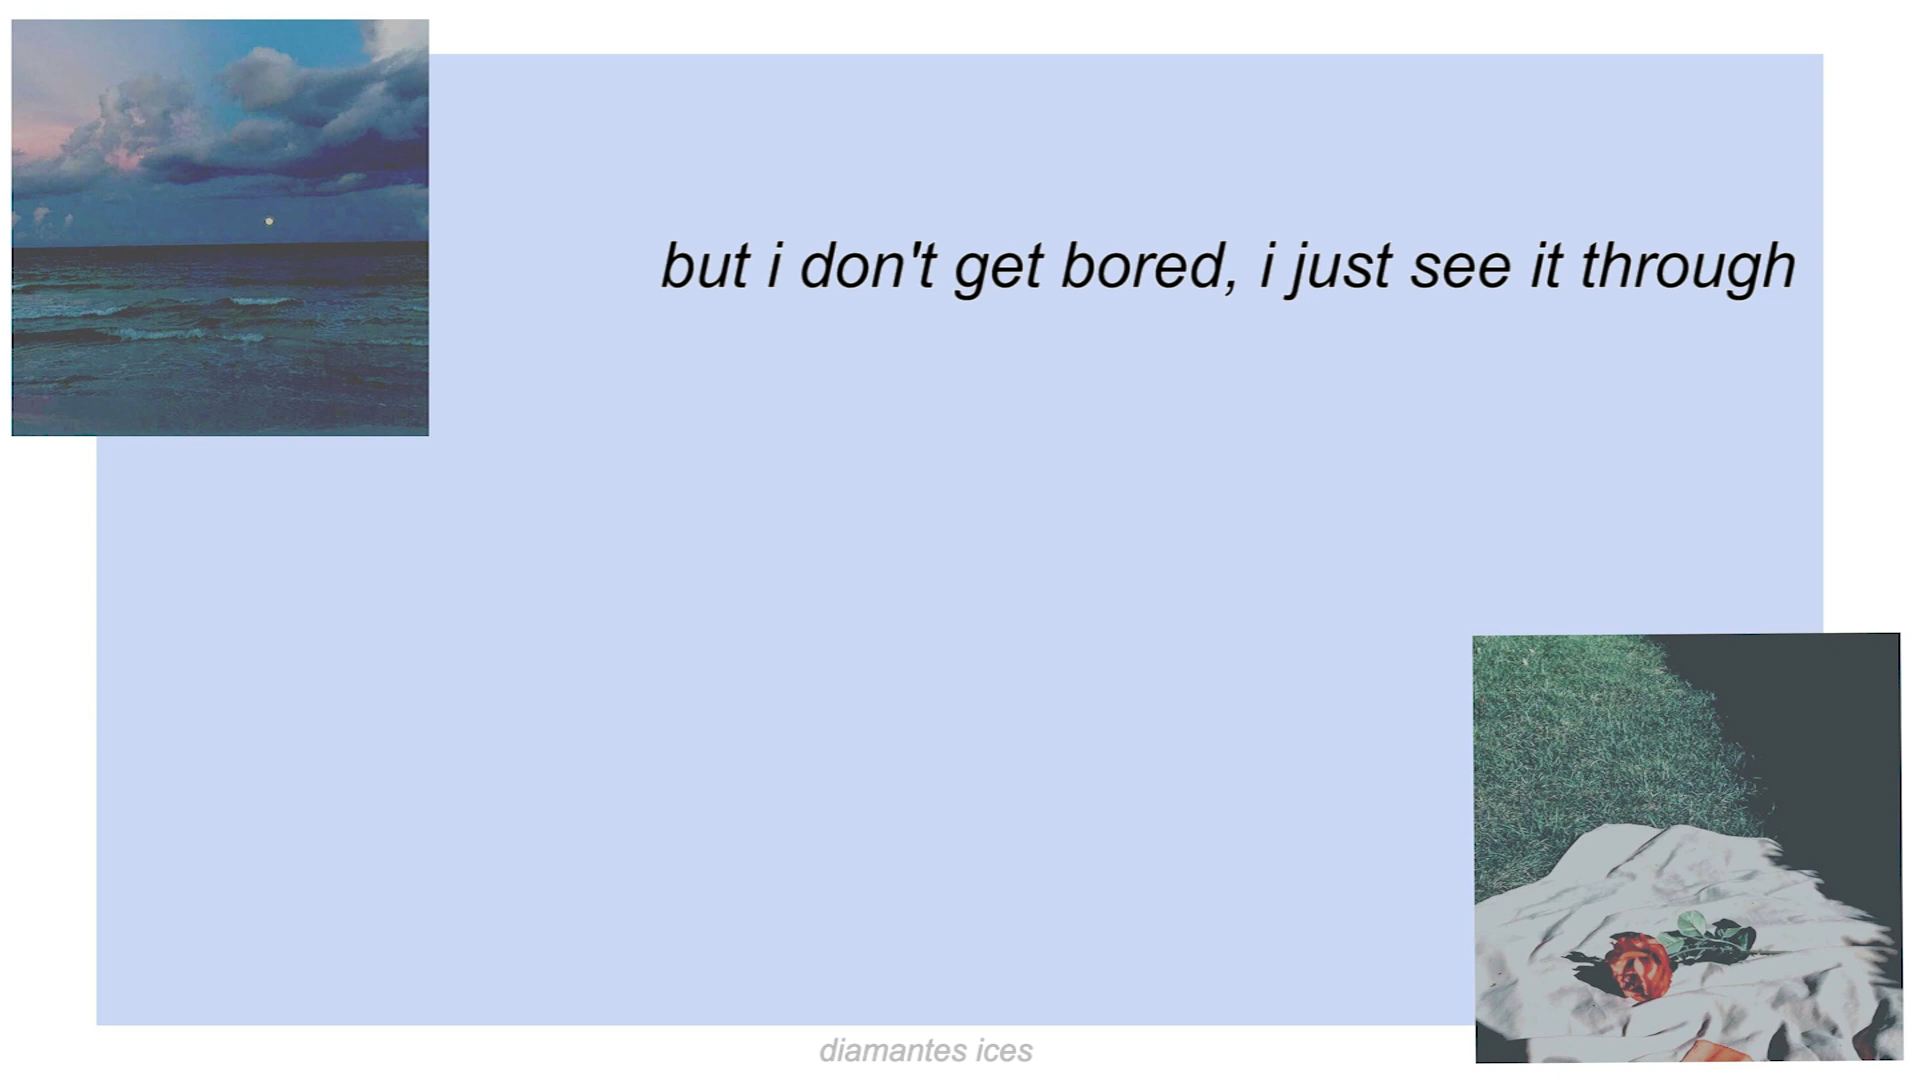 but i don't get bored, i just see it through
diamantes ices